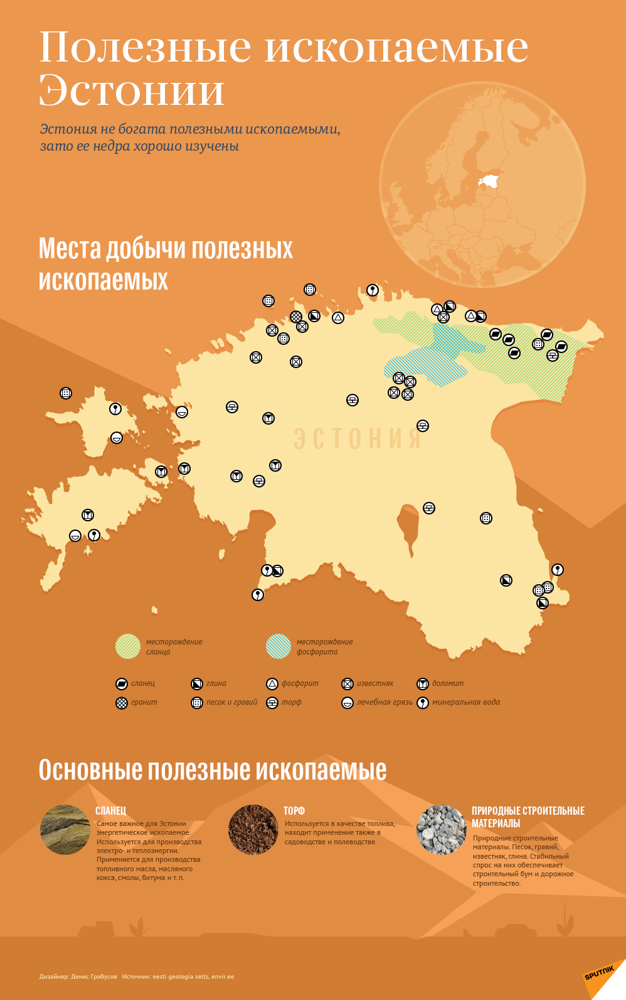 Полезные ископаемые
Эстонии
Эстония не богата полезными ископаемыми,
зато ее недра хорошо изучены
Места добычи полезных
ископаемых
ЭСТОНИЯ
месторождение
сланца
месторождение
фосфорита
сланец
глина
фосфорит
известняк
доломит
гранит
песок и гравий
торф
лечебная грязь
минеральная вода
Основные полезные ископаемые
СЛАНЕЦ
Самое важное для Эстонии
энергетическое ископаемое.
Используется для производства
электро- и теплоэнергии.
Применяется для производства
топливного масла, масляного
кокса, смолы, битума и т. п.
ТОРФ
Используется в качестве топлива,
находит применение также в
садоводстве и полеводстве.
ПРИРОДНЫЕ СТРОИТЕЛЬНЫЕ
МАТЕРИАЛЫ
Природные строительные
материалы. Песок, гравий,
известняк, глина. Стабильный
спрос на них обеспечивает
строительный бум и дорожное
строительство.
Дизайнер: Денис Грабусов Источник: eesti geologia selts, envir.ee
SPUTNIK